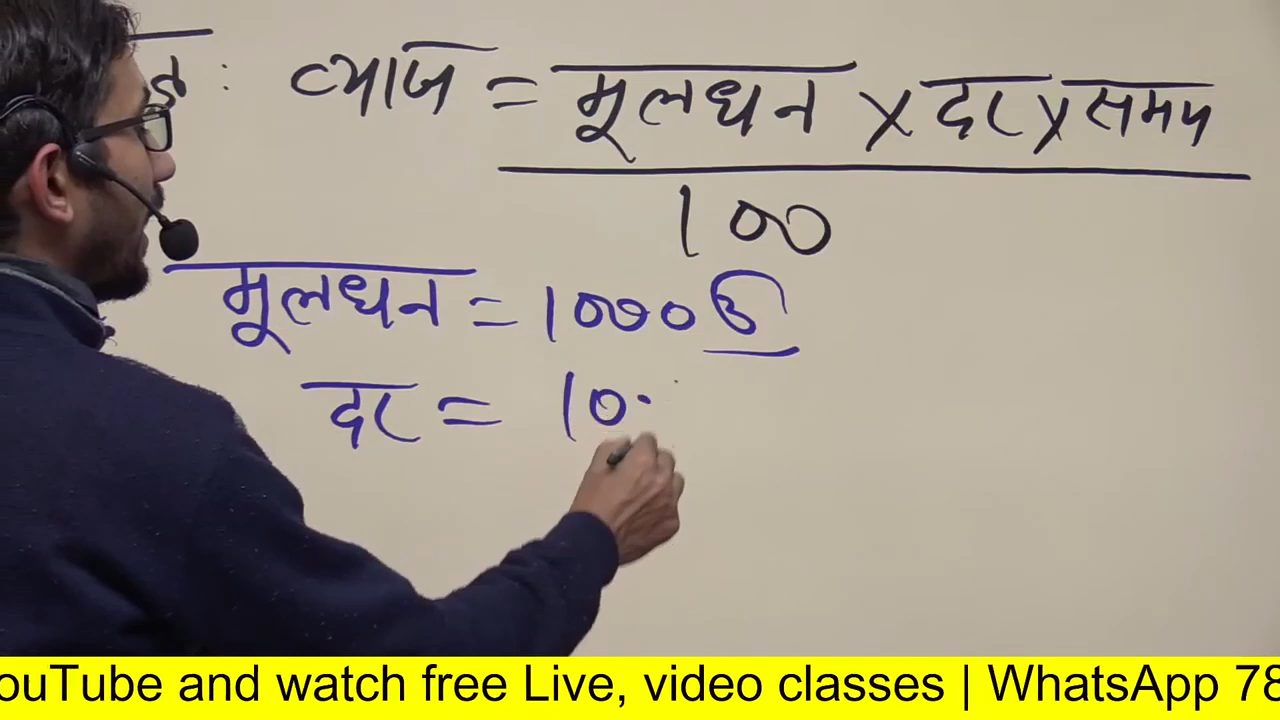 : ब्याज = मूलधन x दर x समय
100
मूलधन = 1000 ₹
दर = 10
ouTube and watch free Live, video classes | WhatsApp 78